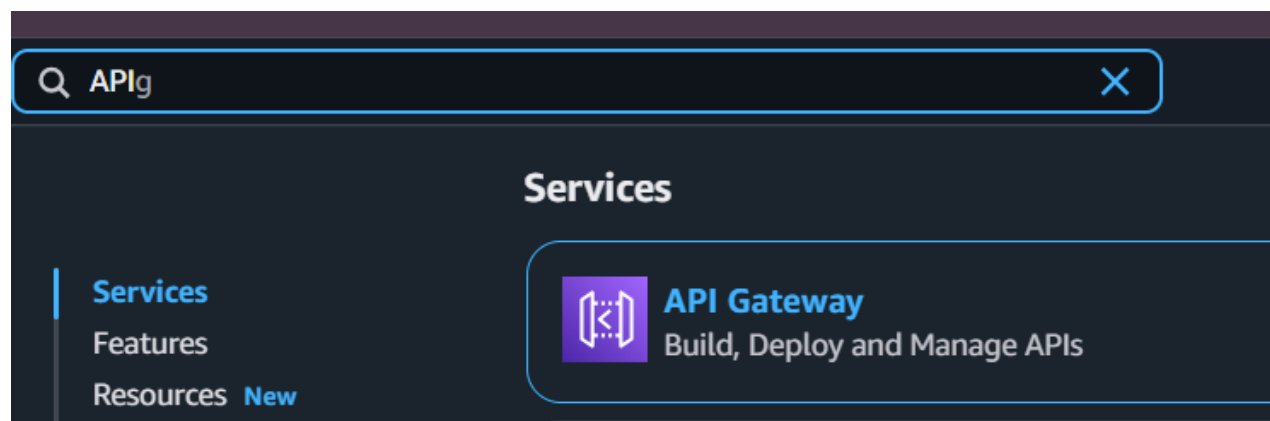 APIg
Services
Services
Features
Resources New
API Gateway
Build, Deploy and Manage APIs